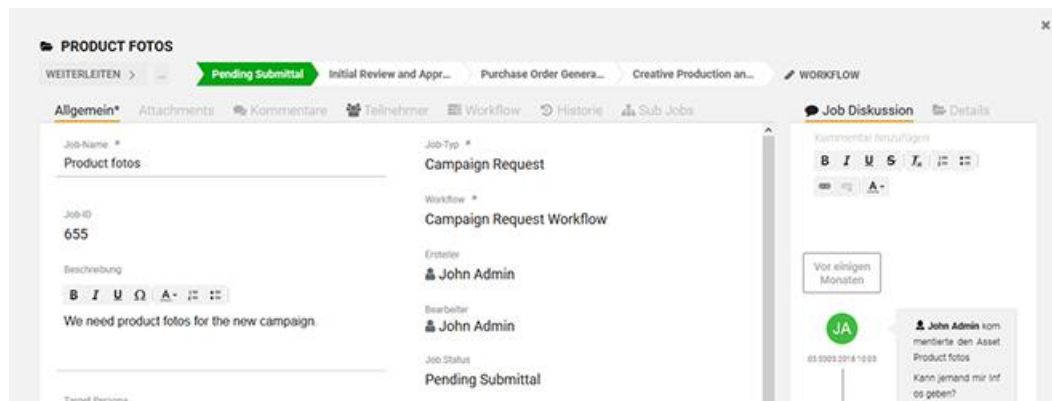 PRODUCT FOTOS
WEITERLEITEN > ... Pending Submittal Initial Review and Appr... Purchase Order Genera... Creative Production an... WORKFLOW
Allgemein* Attachments Kommentare Teilnehmer Workflow Historie Sub Jobs
Job-Name *
Product fotos
Job-ID
655
Beschreibung
B I U Ω A
We need product fotos for the new campaign.
Target Persona
Job-Typ *
Campaign Request
Workflow *
Campaign Request Workflow
Ersteller
John Admin
Bearbeiter
John Admin
Job Status
Pending Submittal
Job Diskussion Details
Kommentar hinzufügen
B I U S Tx
A
Vor einigen
Monaten
JA
John Admin kom
mentierte den Asset
Product fotos
Kann jemand mir Inf
os geben?